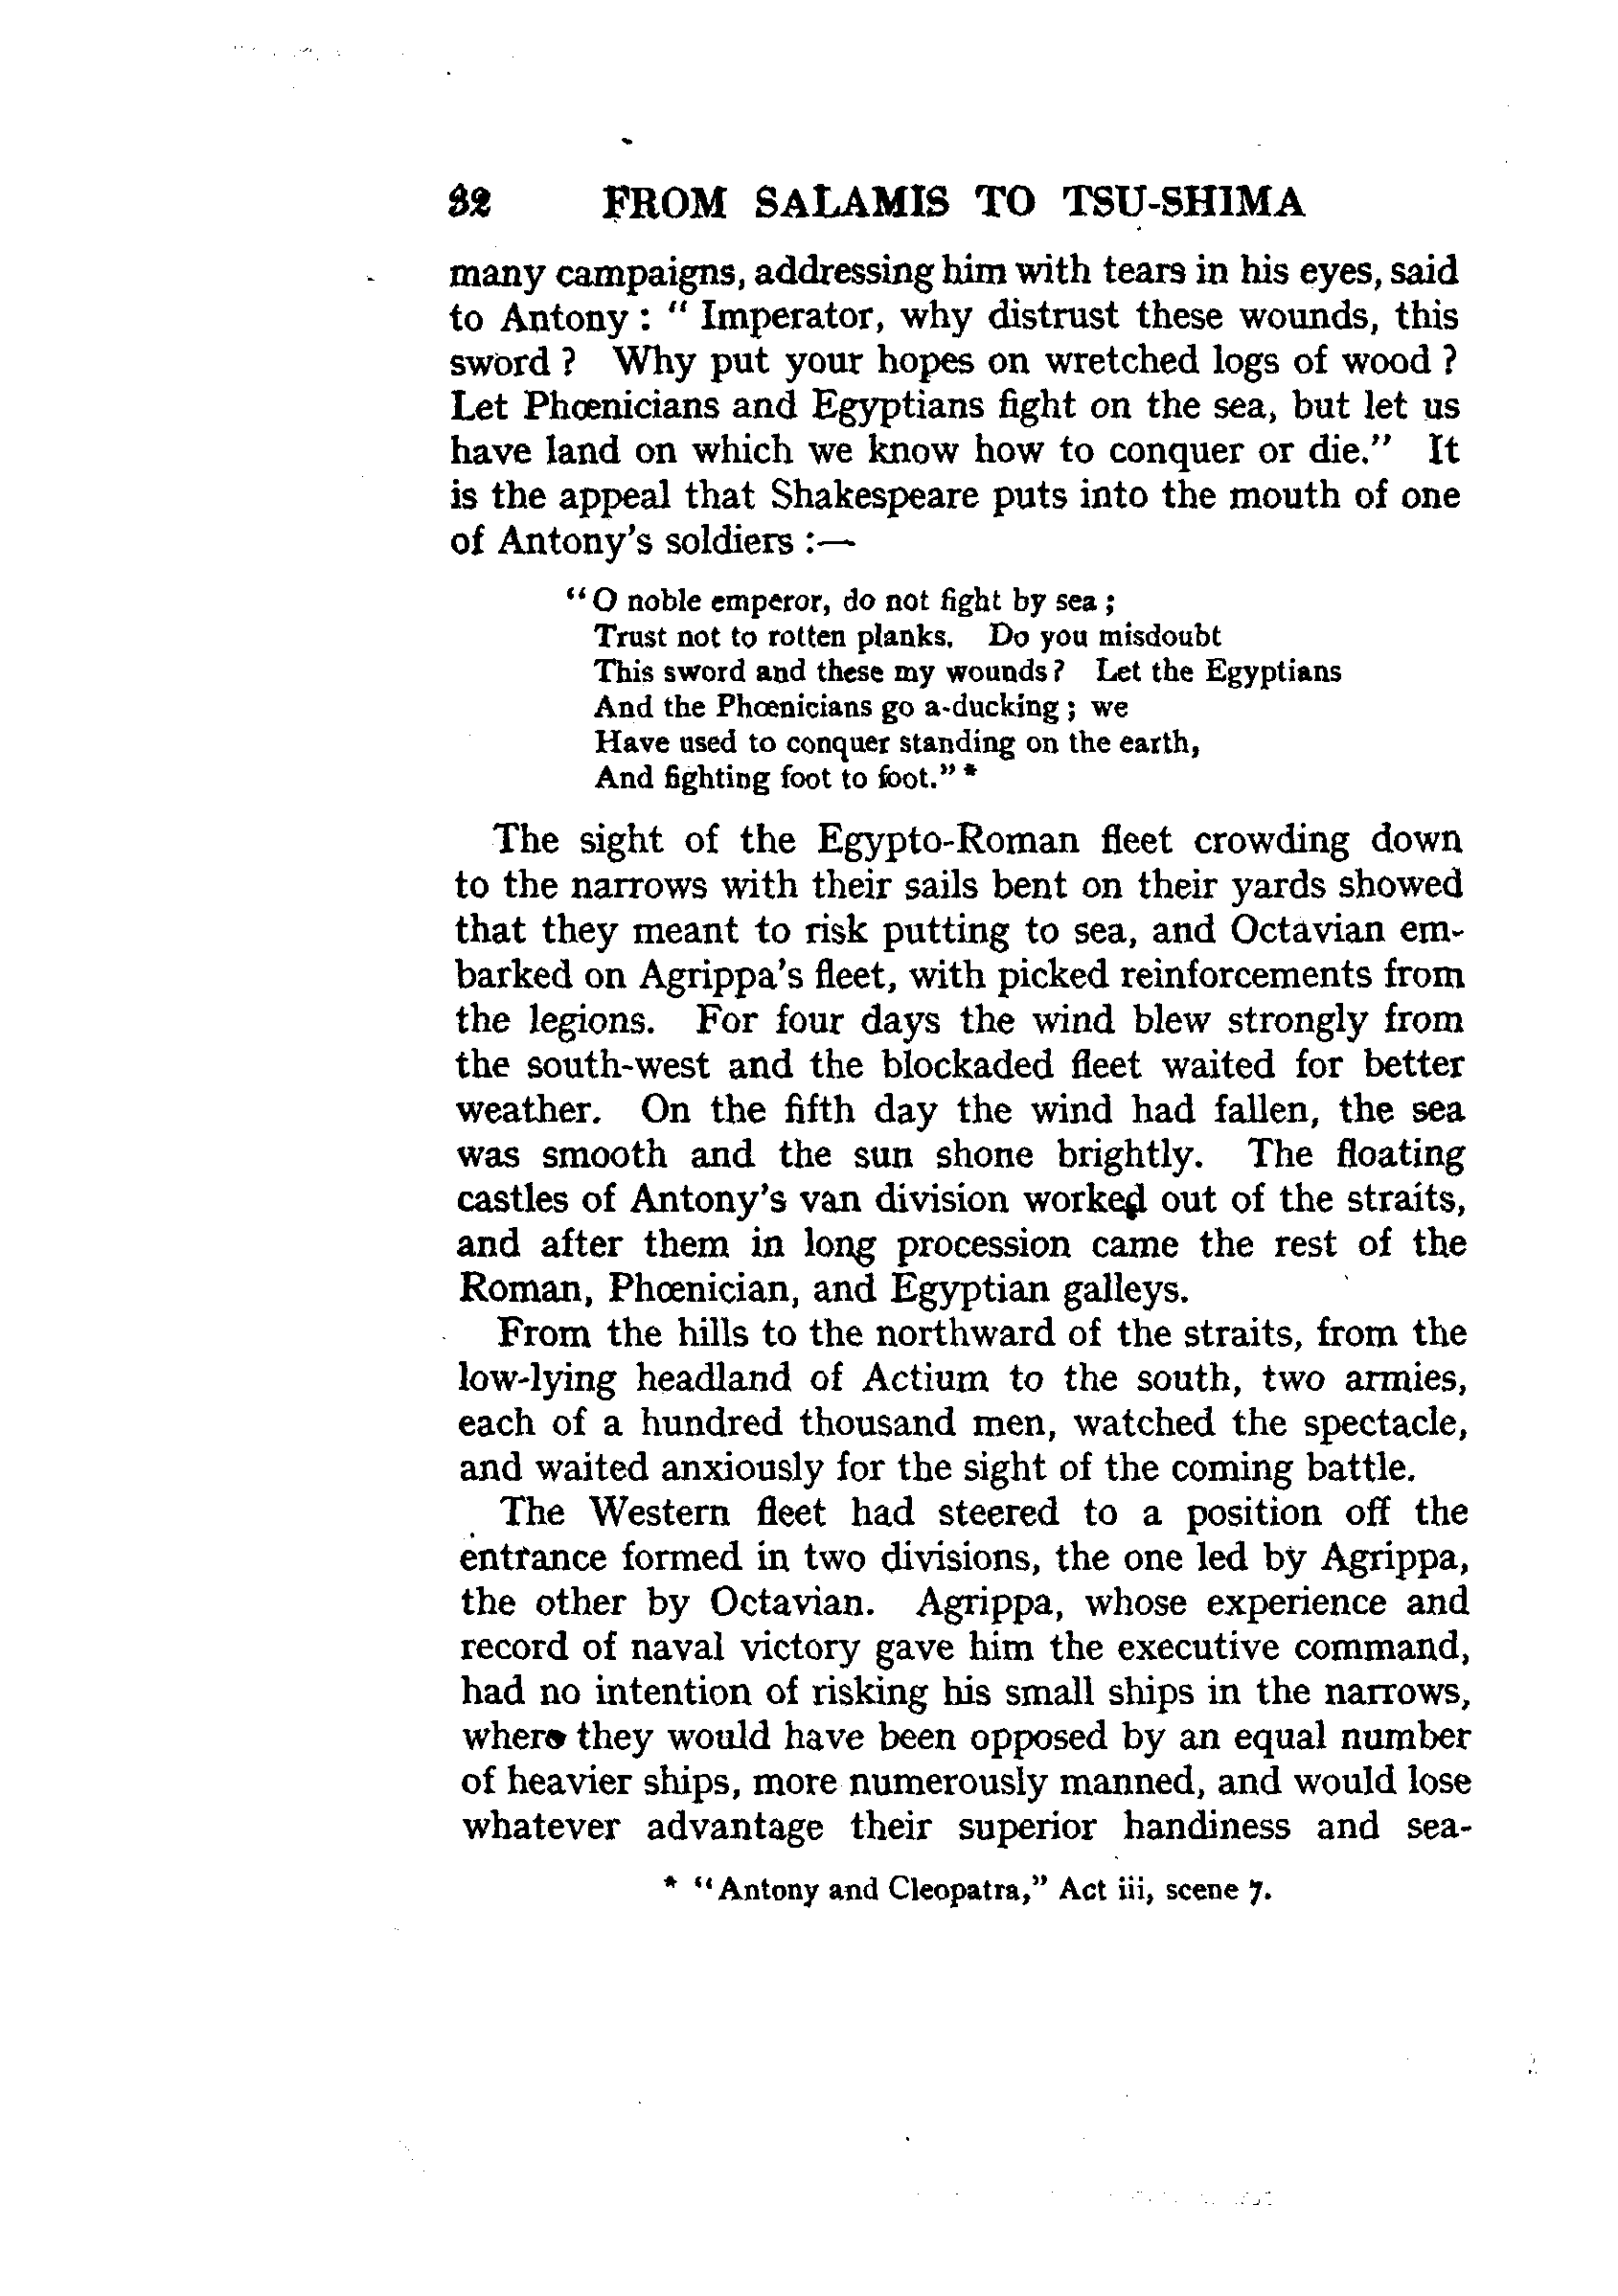 32 FROM SALAMIS TO TSU-SHIMA
many campaigns, addressing him with tears in his eyes, said
to Antony : “ Imperator, why distrust these wounds, this
sword ? Why put your hopes on wretched logs of wood ?
Let Phœnicians and Egyptians fight on the sea, but let us
have land on which we know how to conquer or die.” It
is the appeal that Shakespeare puts into the mouth of one
of Antony’s soldiers :—
“O noble emperor, do not fight by sea ;
Trust not to rotten planks. Do you misdoubt
This sword and these my wounds ? Let the Egyptians
And the Phœnicians go a-ducking ; we
Have used to conquer standing on the earth,
And fighting foot to foot.” *
The sight of the Egypto-Roman fleet crowding down
to the narrows with their sails bent on their yards showed
that they meant to risk putting to sea, and Octavian em-
barked on Agrippa’s fleet, with picked reinforcements from
the legions. For four days the wind blew strongly from
the south-west and the blockaded fleet waited for better
weather. On the fifth day the wind had fallen, the sea
was smooth and the sun shone brightly. The floating
castles of Antony’s van division worked out of the straits,
and after them in long procession came the rest of the
Roman, Phœnician, and Egyptian galleys.
From the hills to the northward of the straits, from the
low-lying headland of Actium to the south, two armies,
each of a hundred thousand men, watched the spectacle,
and waited anxiously for the sight of the coming battle.
The Western fleet had steered to a position off the
entrance formed in two divisions, the one led by Agrippa,
the other by Octavian. Agrippa, whose experience and
record of naval victory gave him the executive command,
had no intention of risking his small ships in the narrows,
where they would have been opposed by an equal number
of heavier ships, more numerously manned, and would lose
whatever advantage their superior handiness and sea-
* “Antony and Cleopatra,” Act iii, scene 7.